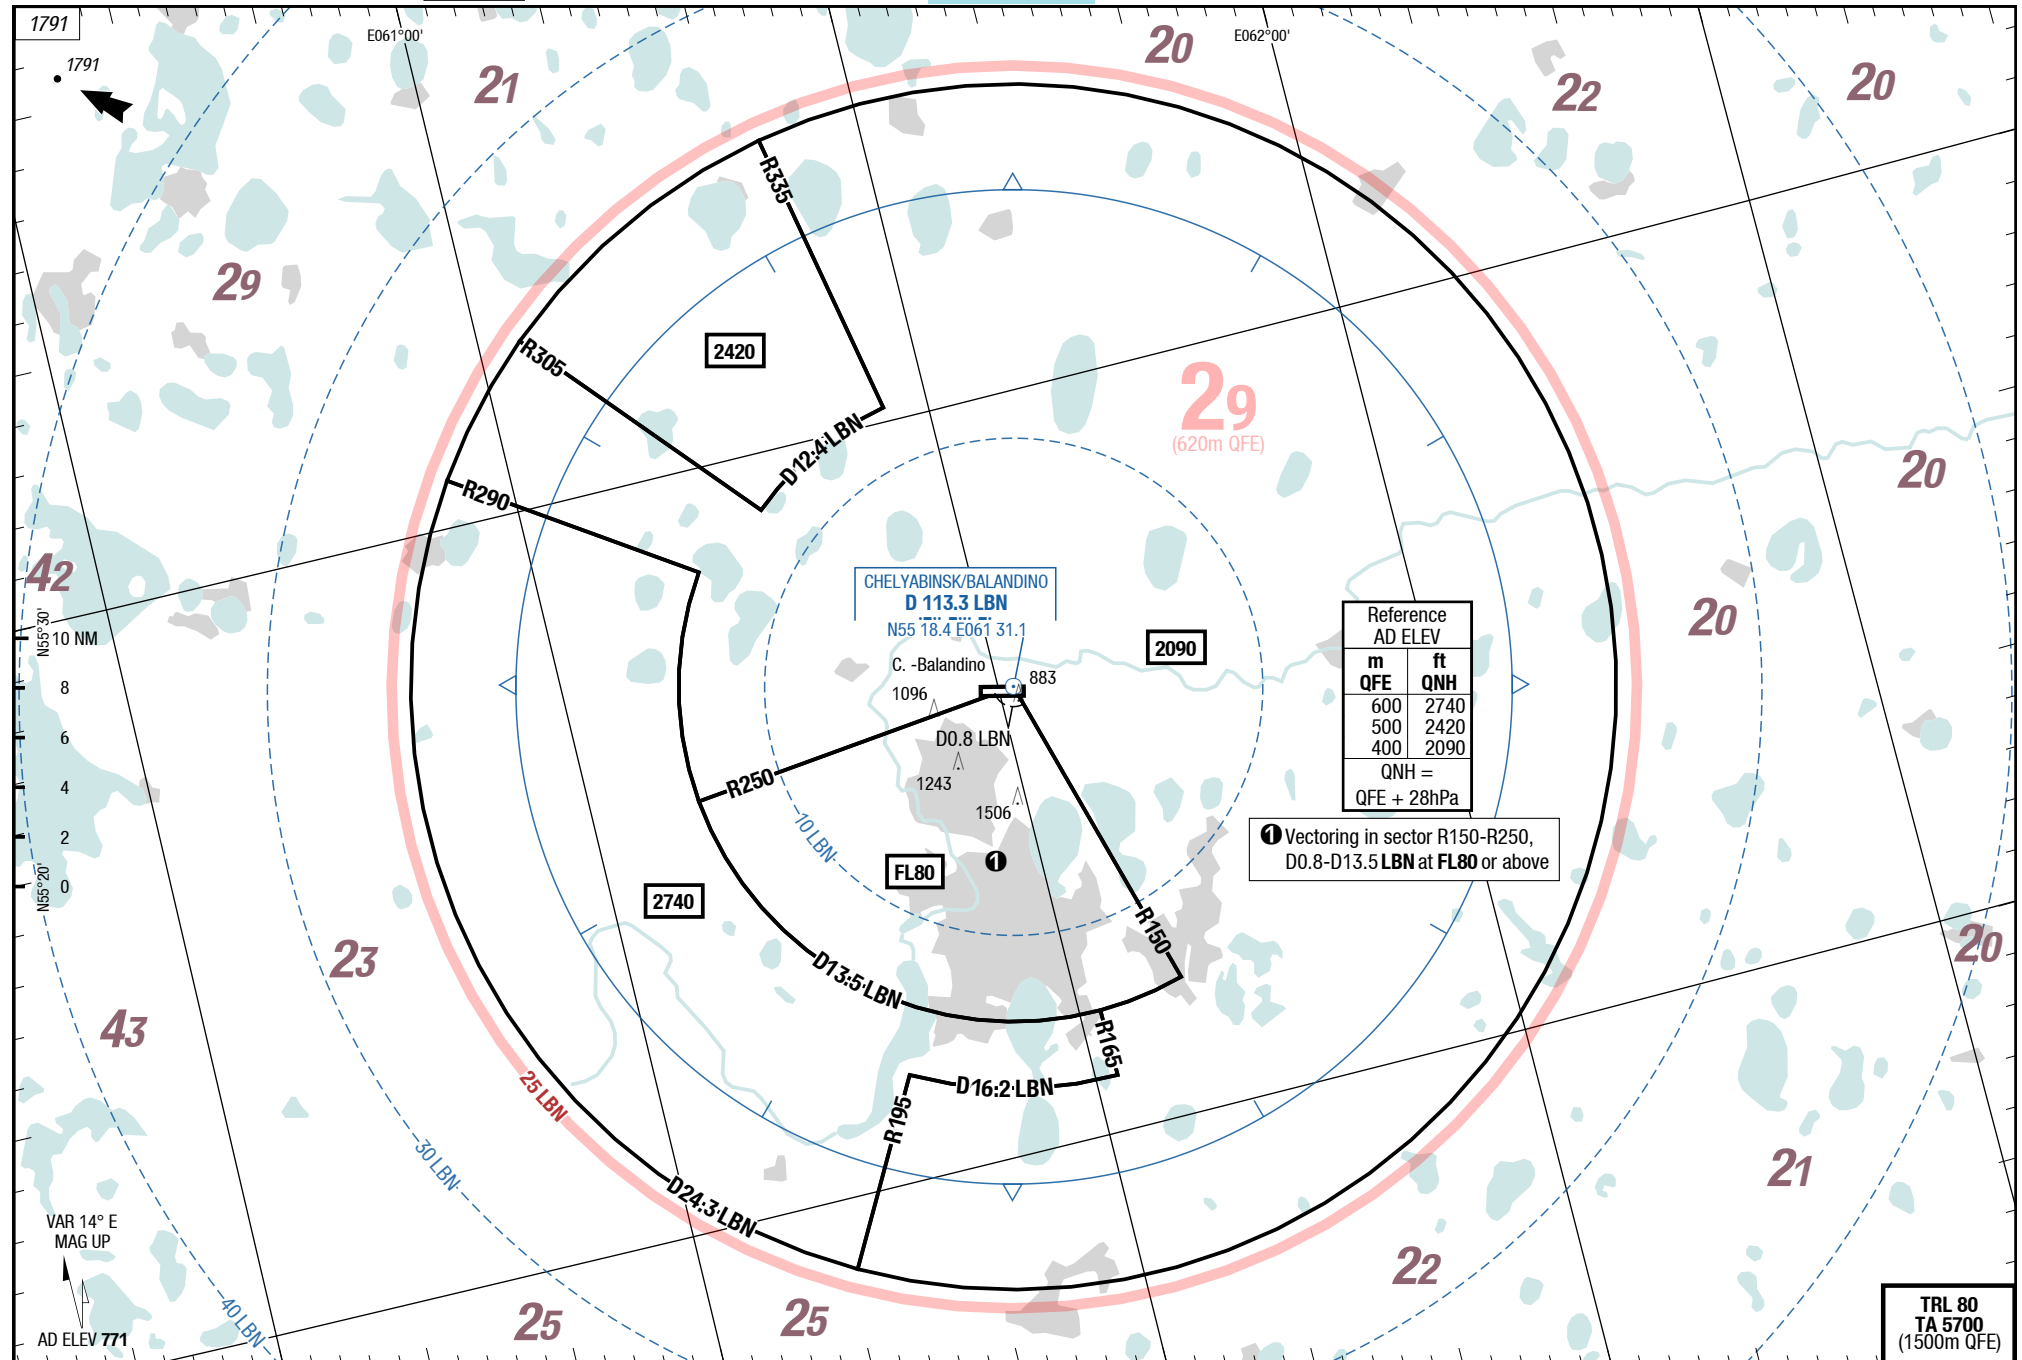 1791
1791
E061°00'
E062°00'
21
20
22
20
29
R335
2420
R305
29
(620m QFE)
D12.4 LBN
R290
20
42
CHELYABINSK/BALANDINO
D 113.3 LBN
N55 18.4 E061 31.1
C. -Balandino
883
1096
2090
20
N55°30'
10 NM
8
6
4
2
0
N55°20'
Reference
AD ELEV
m ft
QFE QNH
600 2740
500 2420
400 2090
QNH =
QFE + 28hPa
D0.8 LBN
R250
1243
1506
10 LBN
1 Vectoring in sector R150-R250,
D0.8-D13.5 LBN at FL80 or above
1
FL80
2740
R150
23
20
D13.5 LBN
43
R165
D16.2 LBN
25 LBN
R195
30 LBN
21
D24.3 LBN
VAR 14° E
MAG UP
22
40 LBN
25
25
AD ELEV 771
TRL 80
TA 5700
(1500m QFE)